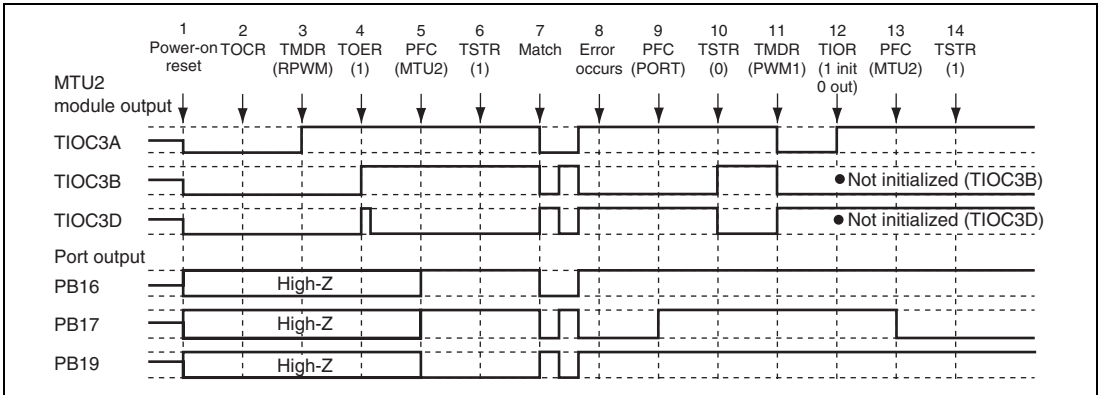 1 2 3 4 5 6 7 8 9 10 11 12 13 14
Power-on TOCR TMDR TOER PFC TSTR Match Error PFC TSTR TMDR TIOR PFC TSTR
reset (RPWM) (1) (MTU2) (1) occurs (PORT) (0) (PWM1) (1 init (MTU2) (1)
0 out)
MTU2
module output
TIOC3A
TIOC3B
Not initialized (TIOC3B)
TIOC3D
Not initialized (TIOC3D)
Port output
PB16
High-Z
PB17
High-Z
PB19
High-Z